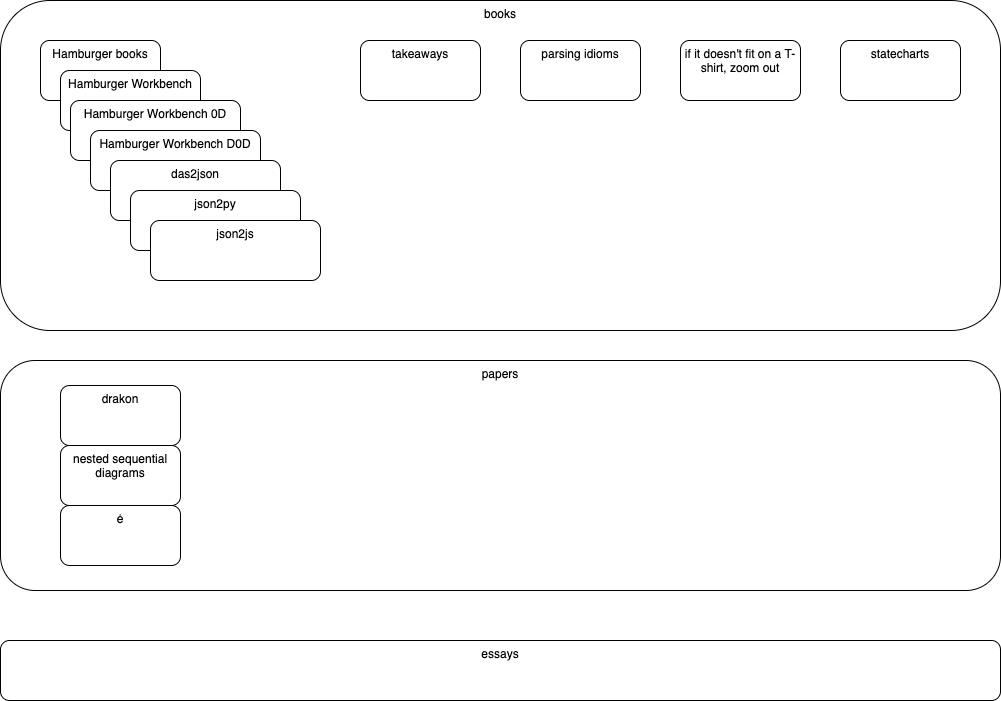 books
Hamburger books
Hamburger Workbench
Hamburger Workbench 0D
Hamburger Workbench D0D
das2json
json2py
json2js
takeaways
parsing idioms
if it doesn't fit on a T-
shirt, zoom out
statecharts
papers
drakon
nested sequential
diagrams
ė
essays